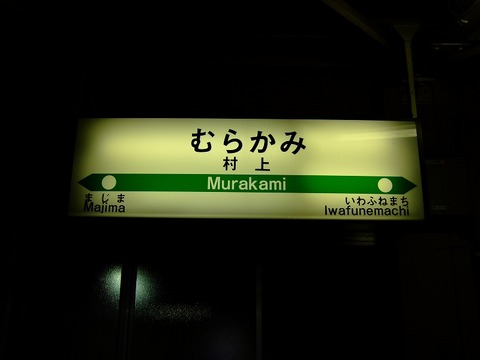 むらかみ
村上
Murakami
まじま
Majima
いわふねまち
Iwafunemachi